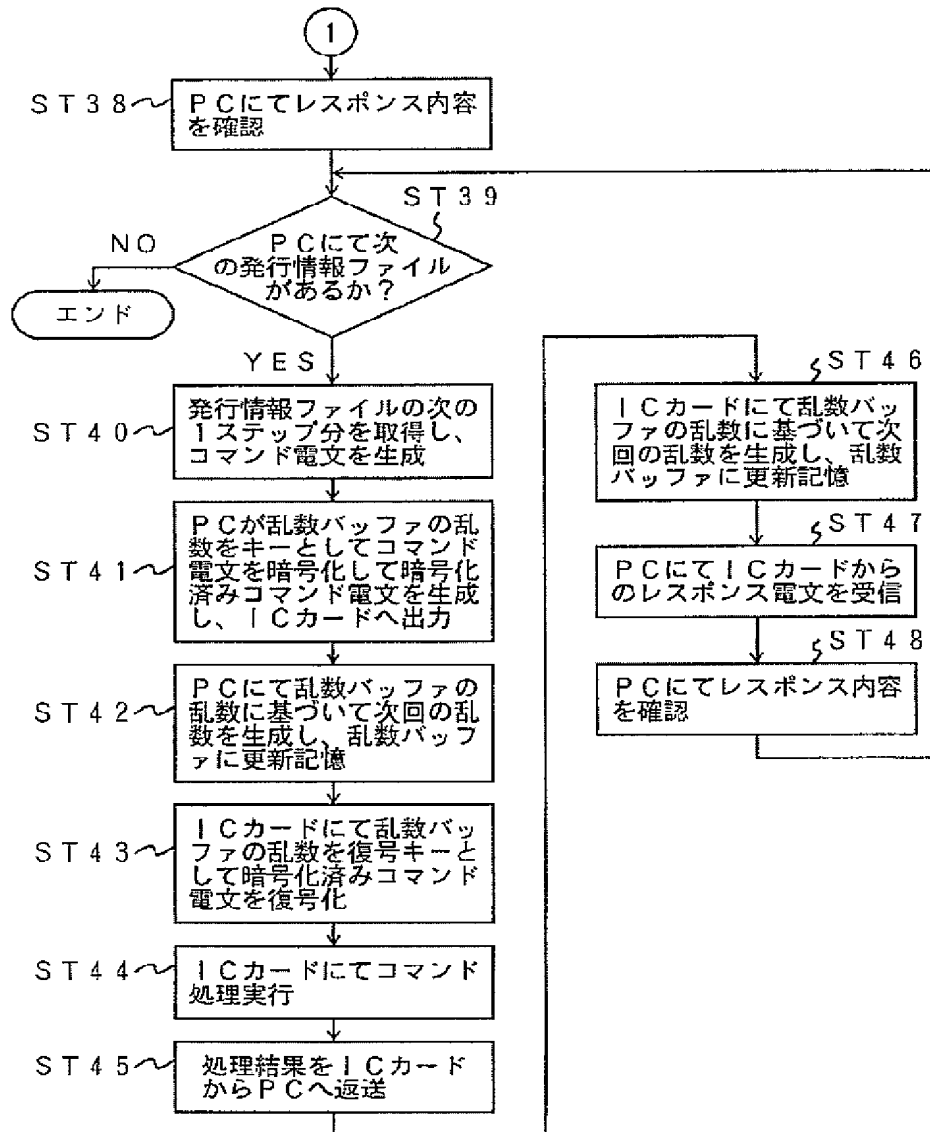 1
ST38
PCにてレスポンス内容
を確認
ST39
PCにて次
の発行情報ファイル
があるか?
NO
エンド
YES
ST40
発行情報ファイルの次の
1ステップ分を取得し、
コマンド電文を生成
ST41
PCが乱数バッファの乱
数をキーとしてコマンド
電文を暗号化して暗号化
済みコマンド電文を生成
し、ICカードへ出力
ST42
PCにて乱数バッファの
乱数に基づいて次回の乱
数を生成し、乱数バッフ
ァに更新記憶
ST43
ICカードにて乱数バッ
ファの乱数を復号キーと
して暗号化済みコマンド
電文を復号化
ST44
ICカードにてコマンド
処理実行
ST45
処理結果をICカード
からPCへ返送
ST46
ICカードにて乱数バッ
ファの乱数に基づいて次
回の乱数を生成し、乱数
バッファに更新記憶
ST47
PCにてICカードから
のレスポンス電文を受信
ST48
PCにてレスポンス内容
を確認